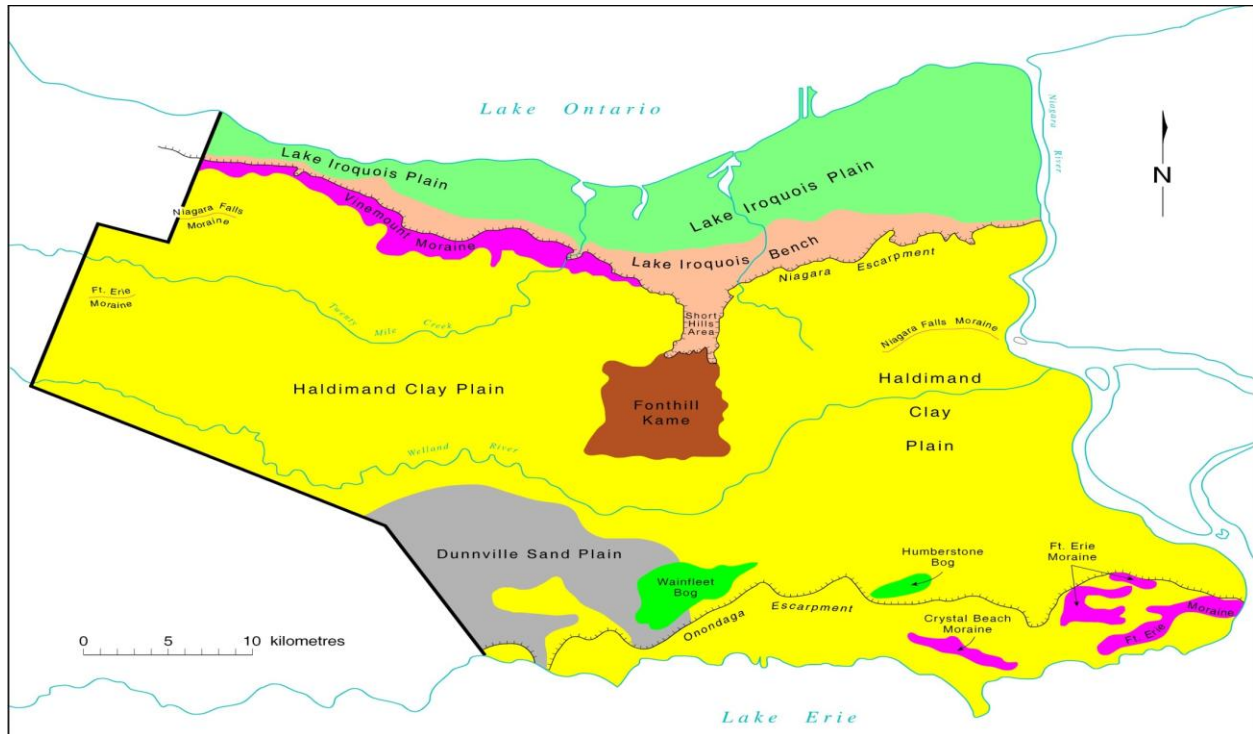 Lake Ontario
Niagara
River
N
Lake Iroquois Plain
Lake Iroquois Plain
Vinemount Moraine
Niagara Falls
Moraine
Lake Iroquois Bench
Niagara Escarpment
Ft. Erie
Moraine
Twenty Mile Creek
Short
Hills
Area
Niagara Falls Moraine
Haldimand Clay Plain
Fonthill
Kame
Haldimand
Clay
Plain
Welland River
Dunnville Sand Plain
Wainfleet
Bog
Humberstone
Bog
Ft. Erie
Moraine
Onondaga Escarpment
Crystal Beach
Moraine
Ft. Erie Moraine
0 5 10 kilometres
Lake Erie